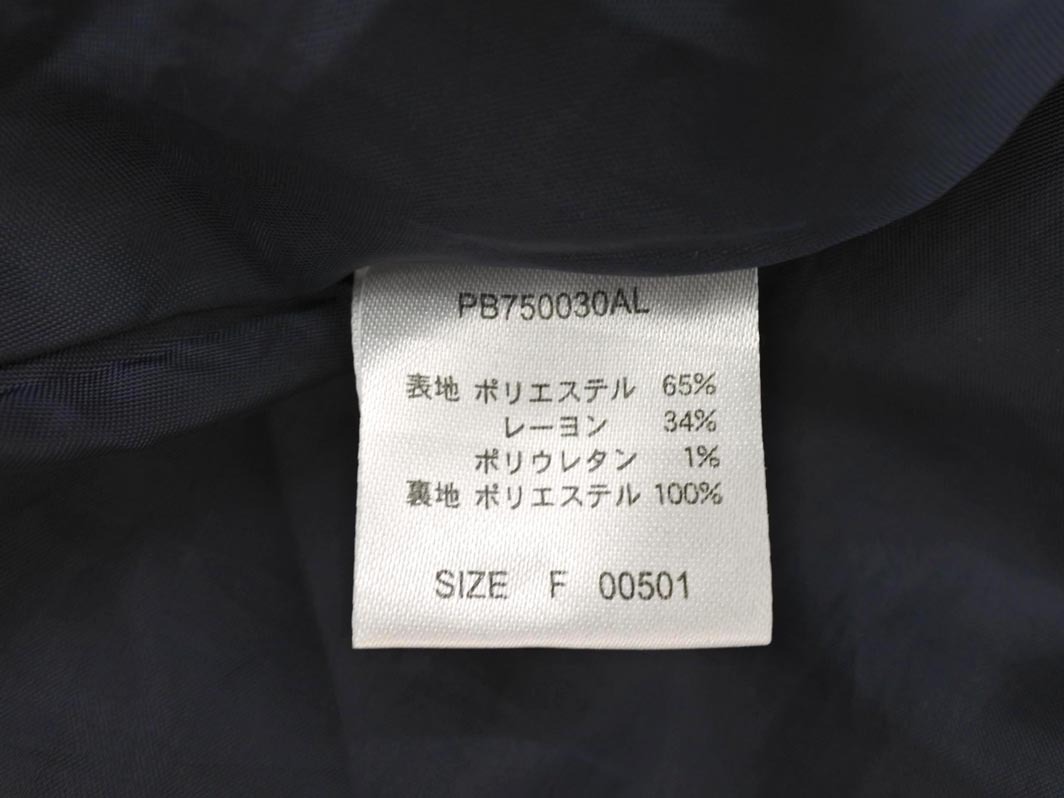 PB750030AL
表地 ポリエステル 65%
レーヨン 34%
ポリウレタン 1%
裏地 ポリエステル 100%
SIZE F 00501